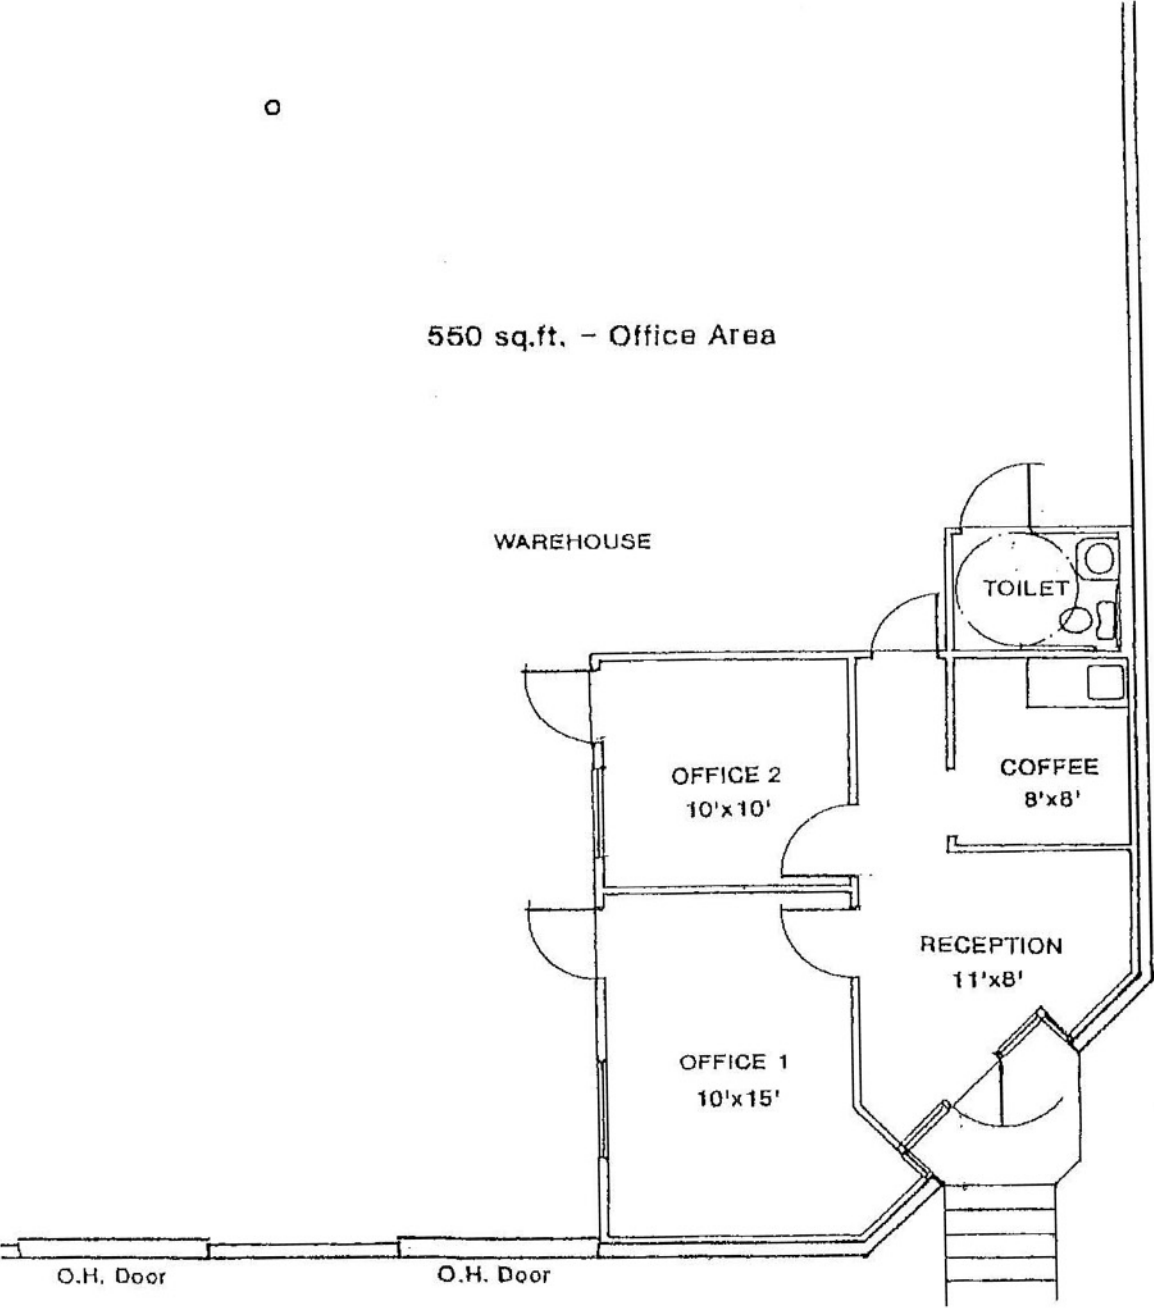 550 sq.ft. - Office Area
WAREHOUSE
TOILET
OFFICE 2
10'x10'
COFFEE
8'x8'
RECEPTION
11'x8'
OFFICE 1
10'x15'
O.H. Door
O.H. Door